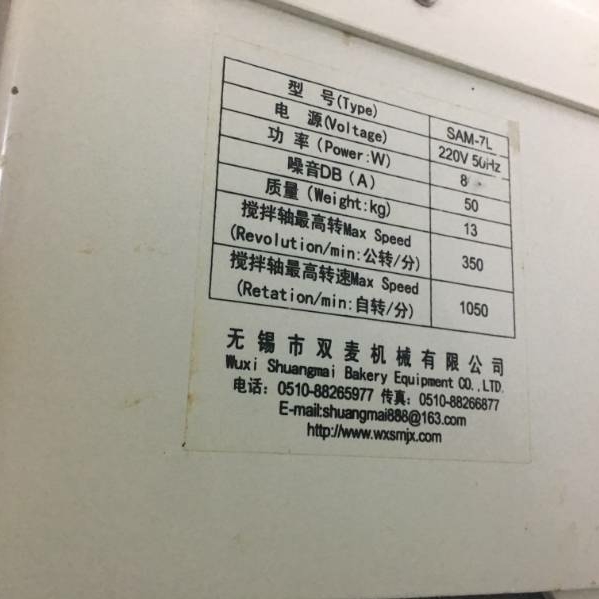 型 号(Type) SAM-7L
电 源(Voltage) 220V 50Hz
功 率(Power:W)
噪音DB(A) 50
质量(Weight:kg) 13
搅拌轴最高转Max Speed
(Revolution/min:公转/分) 350
搅拌轴最高转速Max Speed
(Retation/min:自转/分) 1050
无锡市双麦机械有限公司
Wuxi Shuangmai Bakery Equipment CO.,LTD.
电话: 0510-88265977 传真: 0510-88266877
E-mail:shuangmai888@163.com
http://www.wxsmjx.com